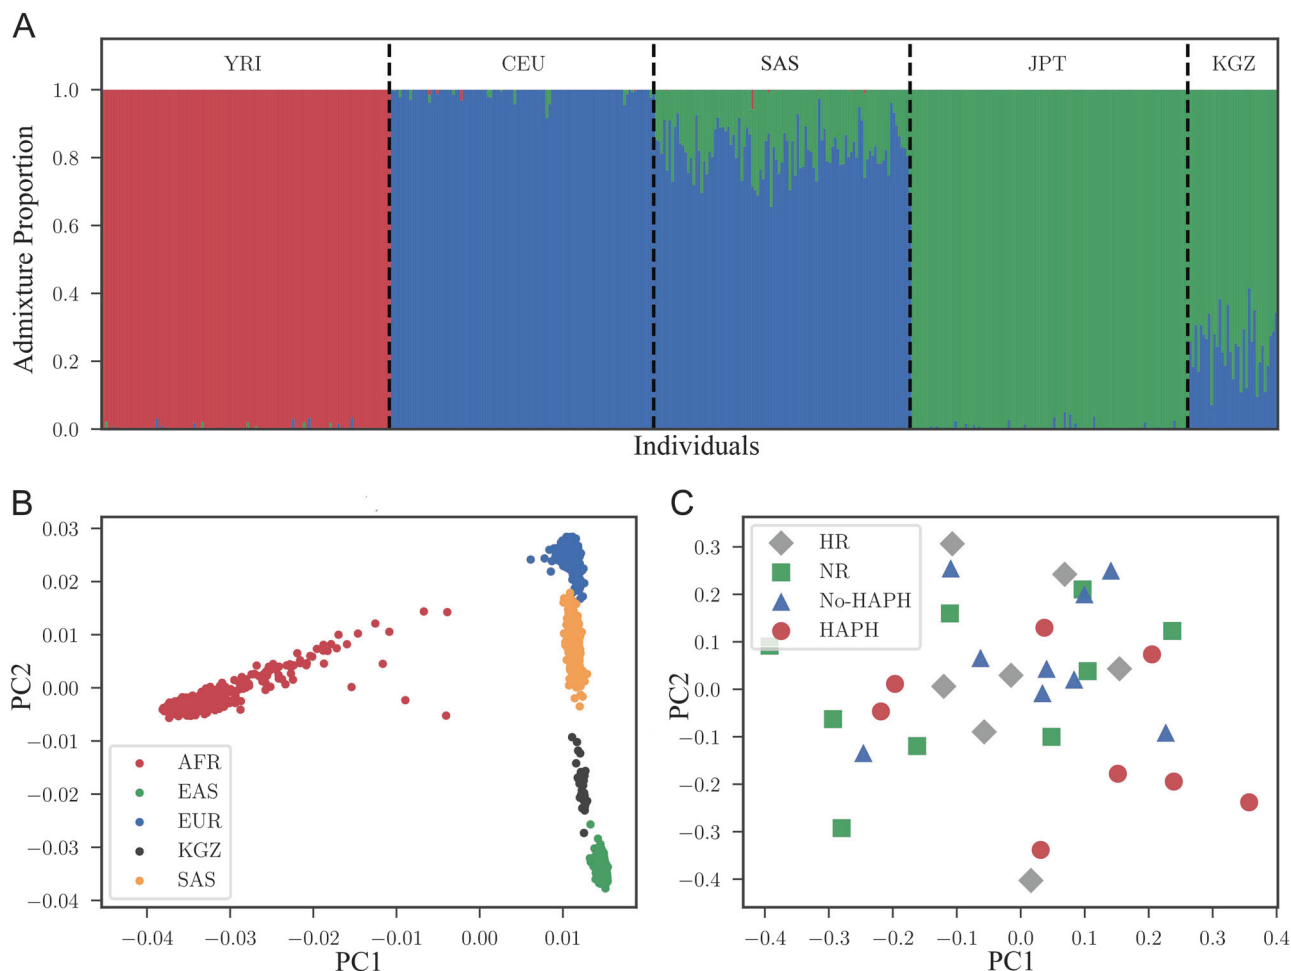 A
YRI CEU SAS JPT KGZ
1.0
0.8
0.6
0.4
0.2
0.0
Admixture Proportion
Individuals
B
0.03
0.02
0.01
0.00
−0.01
−0.02
−0.03
−0.04
PC2
AFR
EAS
EUR
KGZ
SAS
−0.04 −0.03 −0.02 −0.01 0.00 0.01
PC1
C
0.3
0.2
0.1
0.0
−0.1
−0.2
−0.3
−0.4
PC2
HR
NR
No-HAPH
HAPH
−0.4 −0.3 −0.2 −0.1 0.0 0.1 0.2 0.3 0.4
PC1